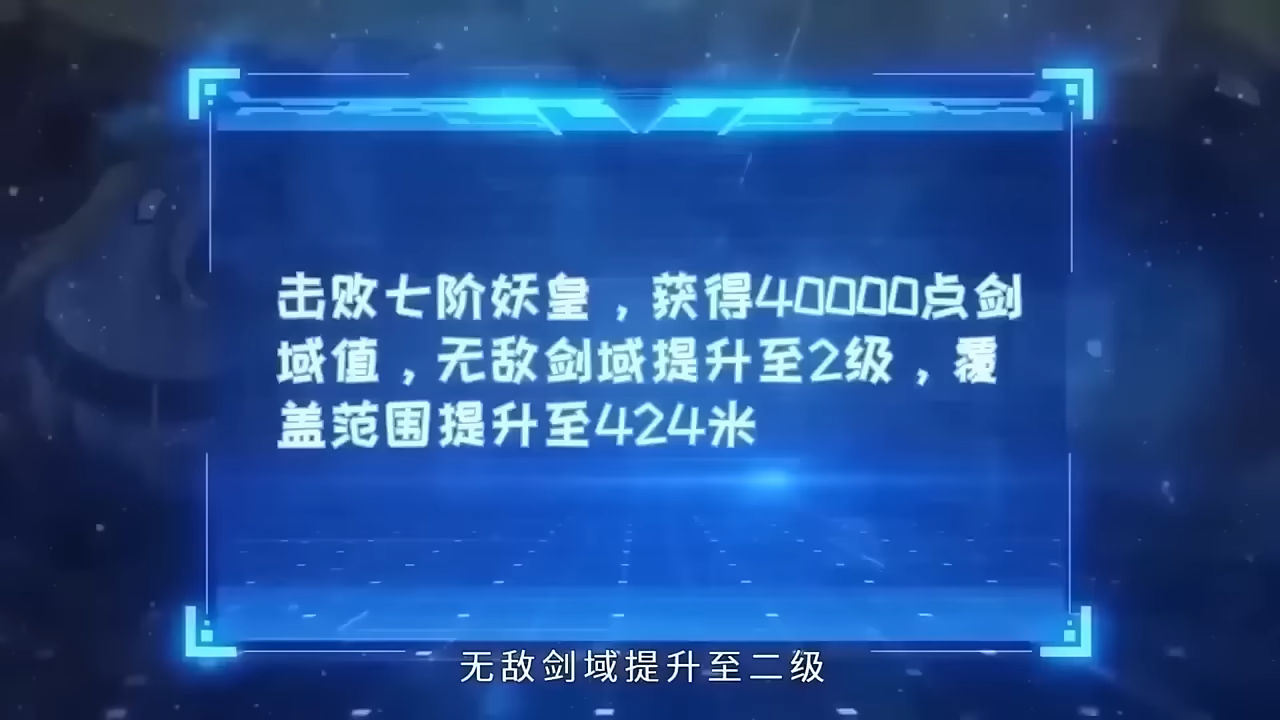 击败七阶妖皇，获得40000点剑
域值，无敌剑域提升至2级，覆
盖范围提升至424米
无敌剑域提升至二级